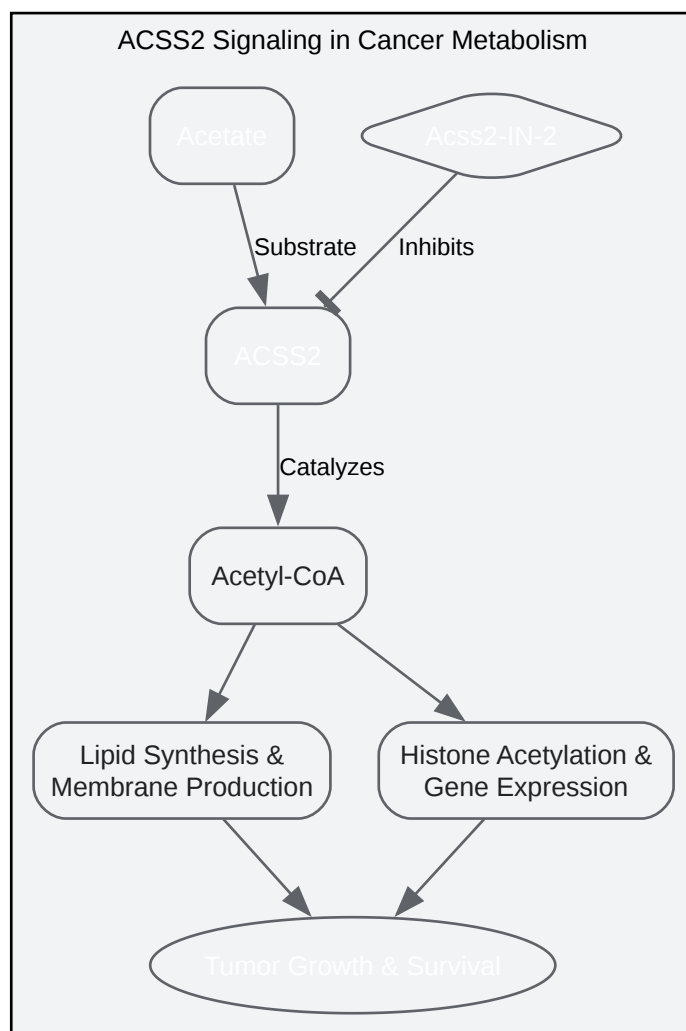 ACSS2 Signaling in Cancer Metabolism
Acetate
Acss2-IN-2
Substrate
Inhibits
ACSS2
Catalyzes
Acetyl-CoA
Lipid Synthesis &
Membrane Production
Histone Acetylation &
Gene Expression
Tumor Growth & Survival